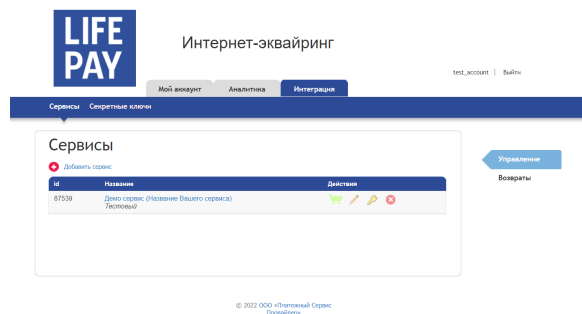 LIFE
PAY
Интернет-эквайринг
test_account | Выйти
Мой аккаунт Аналитика Интеграция
Сервисы Секретные ключи
Сервисы
Добавить сервис
Управление
Возвраты
id Название Действия
87539 Демо сервис (Название Вашего сервиса)
Тестовый
© 2022 ООО «Платежный Сервис
Провайдер»